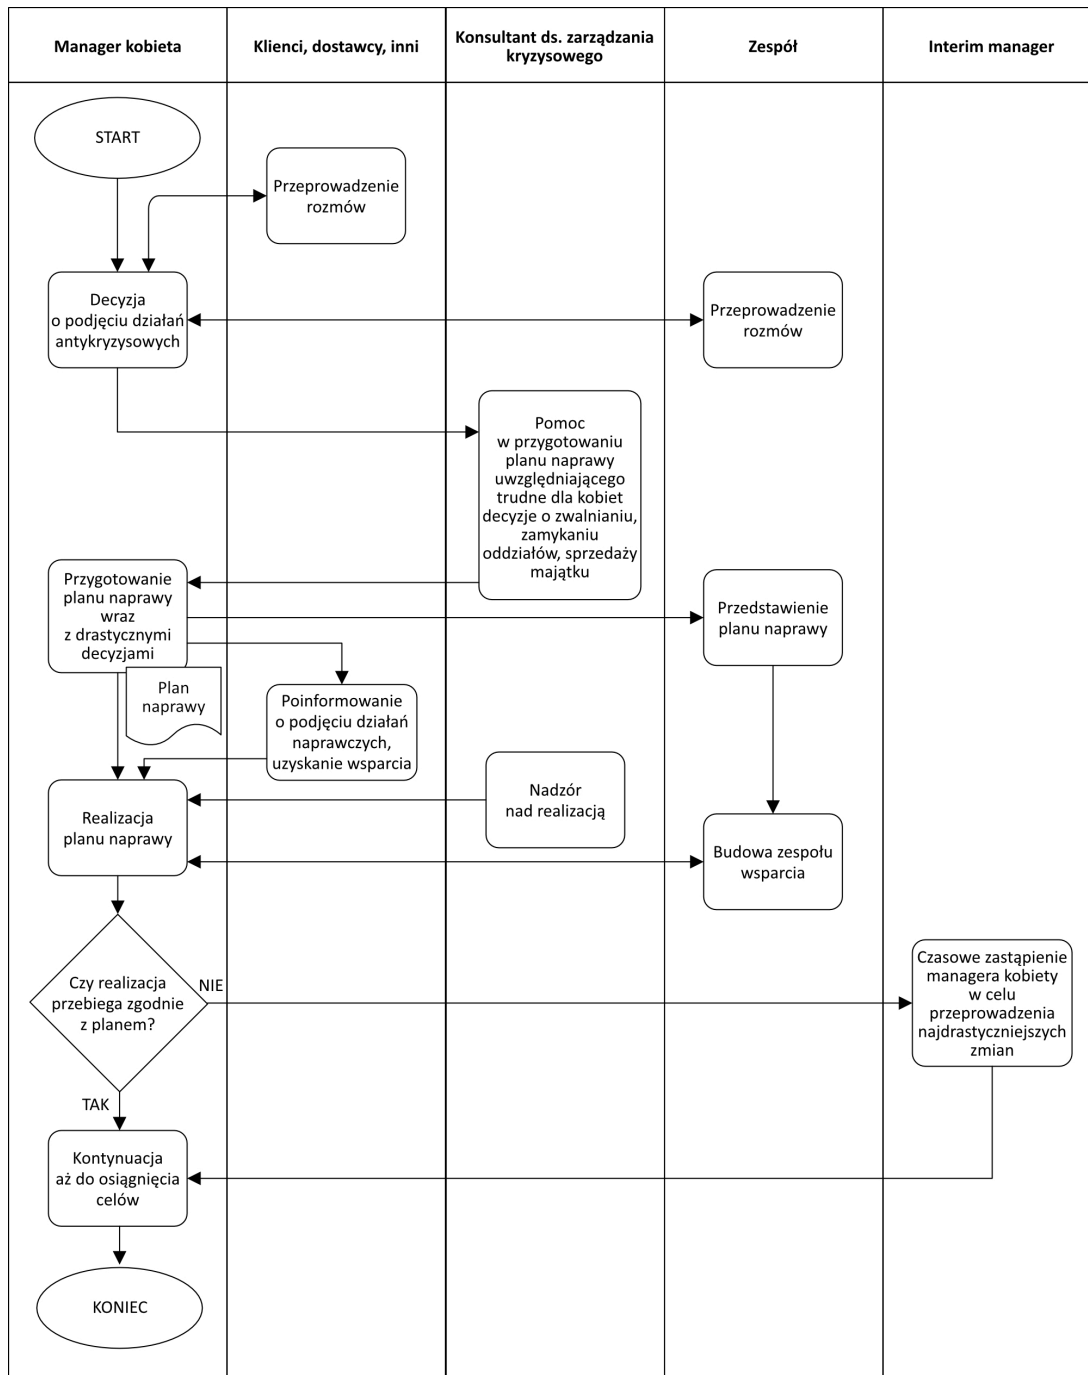 Manager kobieta
Klienci, dostawcy, inni
Konsultant ds. zarządzania
kryzysowego
Zespół
Interim manager
START
Przeprowadzenie
rozmów
Decyzja
o podjęciu działań
antykryzysowych
Przeprowadzenie
rozmów
Pomoc
w przygotowaniu
planu naprawy
uwzględniającego
trudne dla kobiet
decyzje o zwalnianiu,
zamykaniu
oddziałów, sprzedaży
majątku
Przygotowanie
planu naprawy
wraz
z drastycznymi
decyzjami
Przedstawienie
planu naprawy
Plan
naprawy
Poinformowanie
o podjęciu działań
naprawczych,
uzyskanie wsparcia
Nadzór
nad realizacją
Realizacja
planu naprawy
Budowa zespołu
wsparcia
Czy realizacja
przebiega zgodnie
z planem?
NIE
Czasowe zastąpienie
managera kobiety
w celu
przeprowadzenia
najdrastyczniejszych
zmian
TAK
Kontynuacja
aż do osiągnięcia
celów
KONIEC